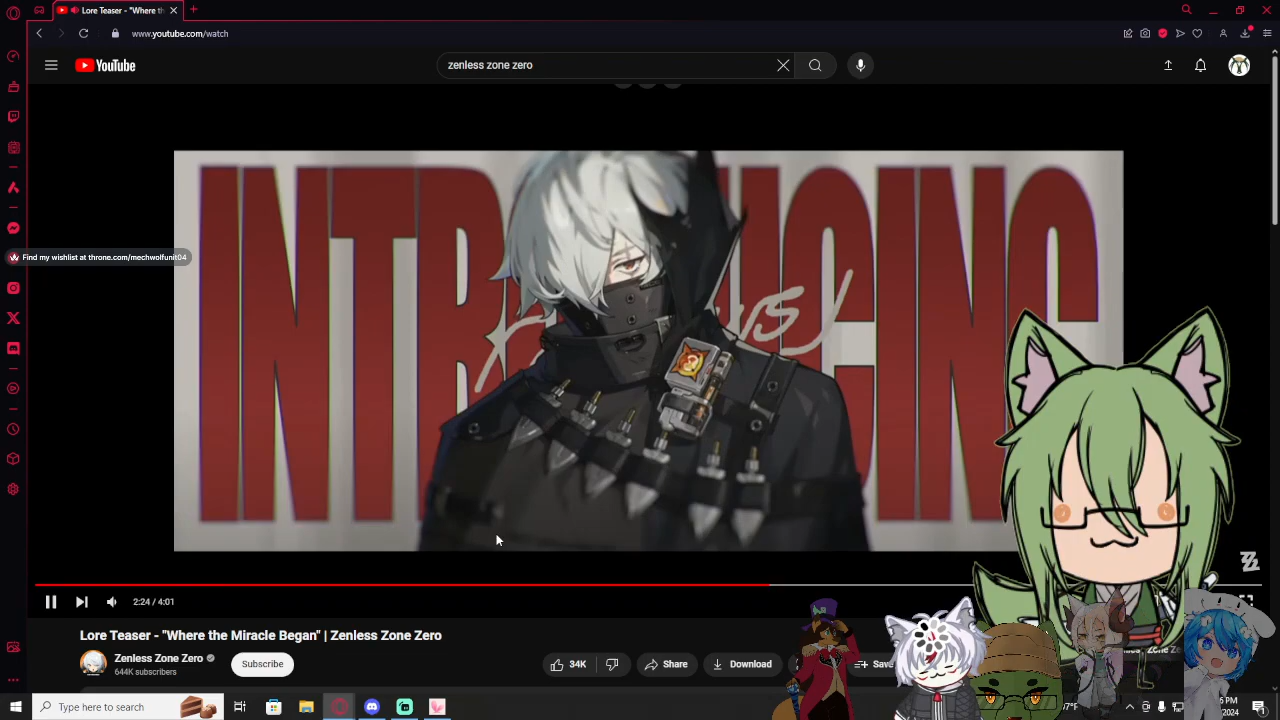 Lore Teaser - "Where th
www.youtube.com/watch
YouTube
zenless zone zero
INTRODUCING
Find my wishlist at throne.com/mechwolfunit04
2:24 / 4:01
Lore Teaser - "Where the Miracle Began" | Zenless Zone Zero
Zenless Zone Zero
644K subscribers
Subscribe
34K
Share
Download
Save
Type here to search